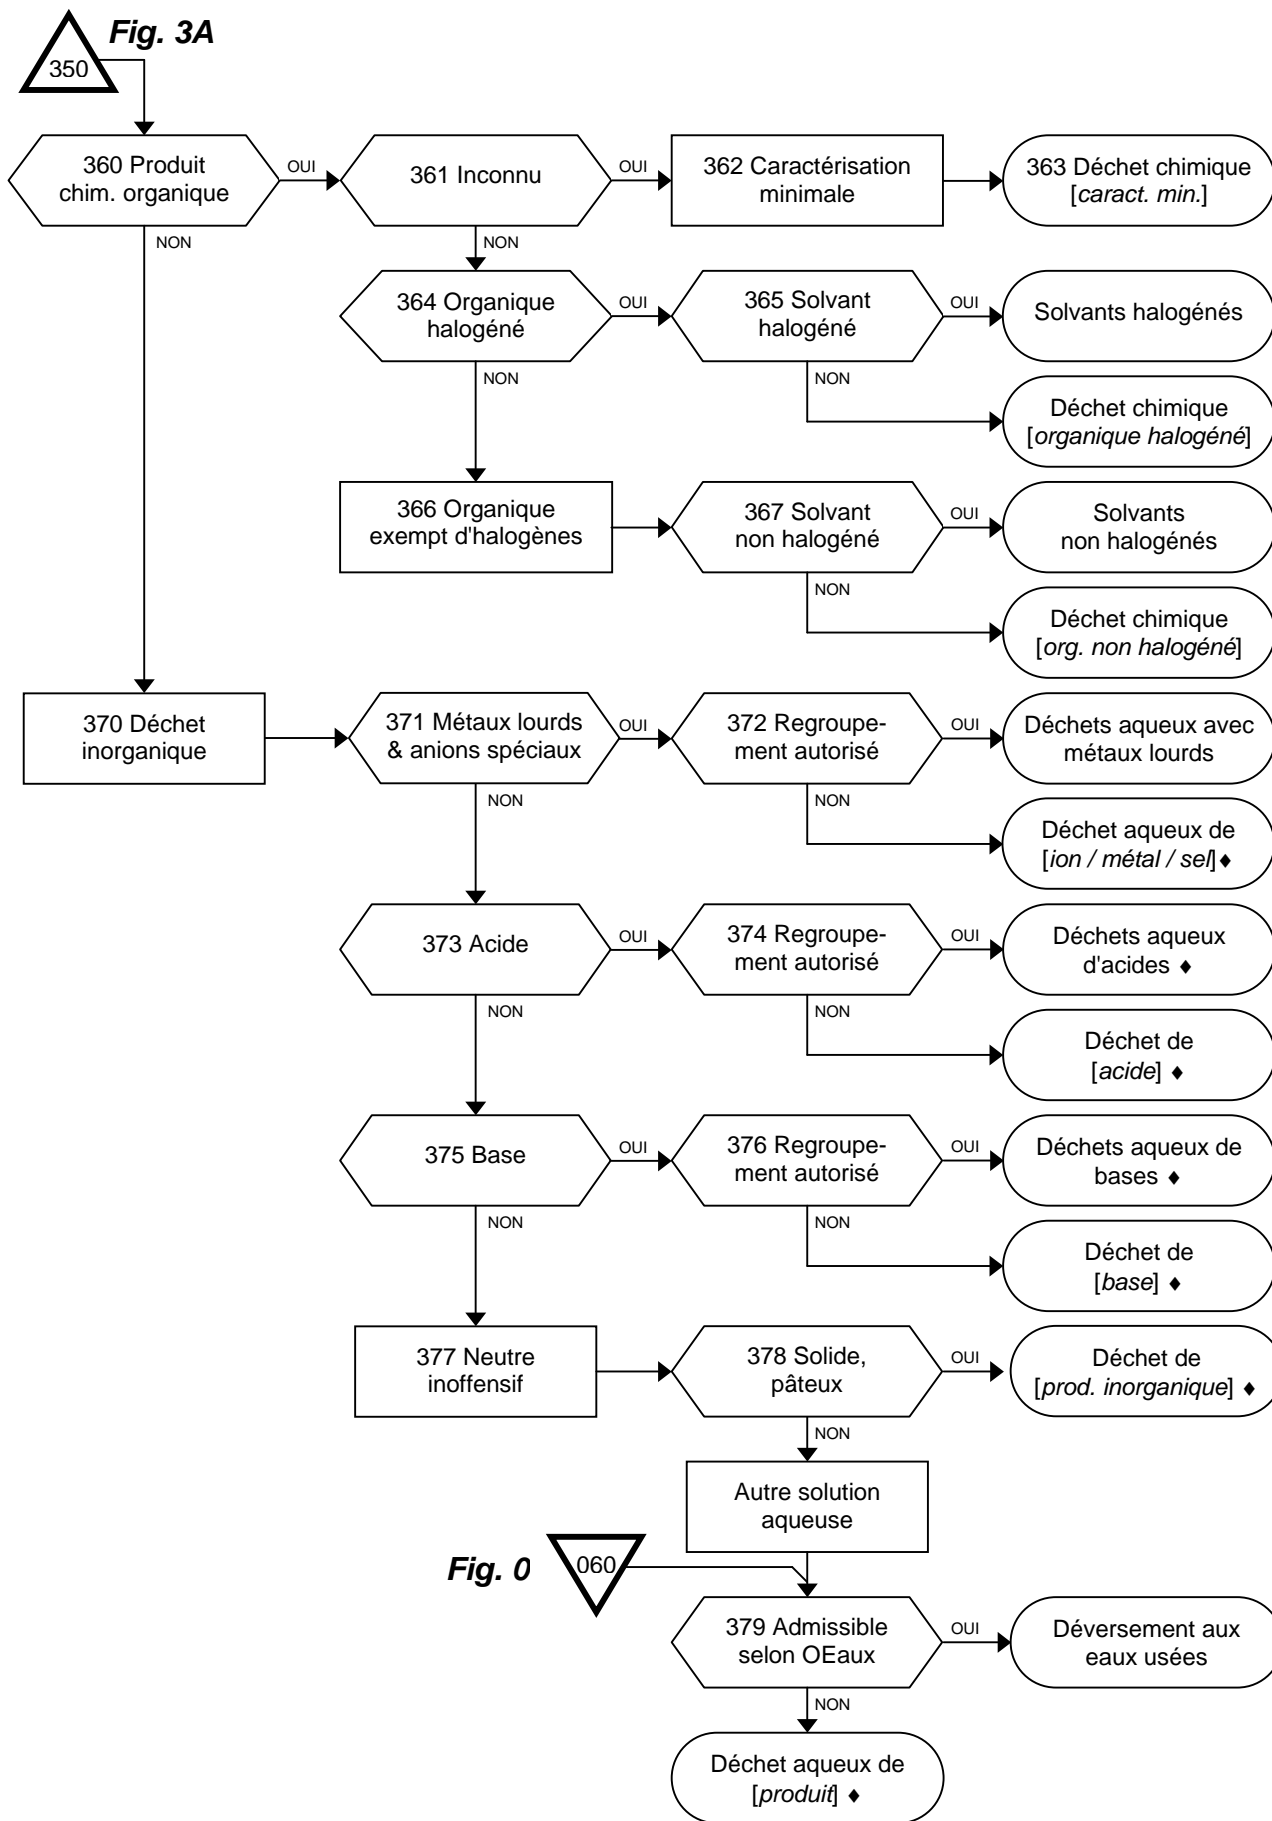 Fig. 3A
350
360 Produit
chim. organique
OUI
361 Inconnu
OUI
362 Caractérisation
minimale
363 Déchet chimique
[caract. min.]
NON
NON
364 Organique
halogéné
OUI
365 Solvant
halogéné
OUI
Solvants halogénés
NON
NON
Déchet chimique
[organique halogéné]
366 Organique
exempt d'halogènes
367 Solvant
non halogéné
OUI
Solvants
non halogénés
NON
Déchet chimique
[org. non halogéné]
370 Déchet
inorganique
371 Métaux lourds
& anions spéciaux
OUI
372 Regroupe-
ment autorisé
OUI
Déchets aqueux avec
métaux lourds
NON
NON
Déchet aqueux de
[ion / métal / sel]♦
373 Acide
OUI
374 Regroupe-
ment autorisé
OUI
Déchets aqueux
d'acides ♦
NON
NON
Déchet de
[acide] ♦
375 Base
OUI
376 Regroupe-
ment autorisé
OUI
Déchets aqueux de
bases ♦
NON
NON
Déchet de
[base] ♦
377 Neutre
inoffensif
378 Solide,
pâteux
OUI
Déchet de
[prod. inorganique] ♦
NON
Autre solution
aqueuse
Fig. 0
060
379 Admissible
selon OEaux
OUI
Déversement aux
eaux usées
NON
Déchet aqueux de
[produit] ♦